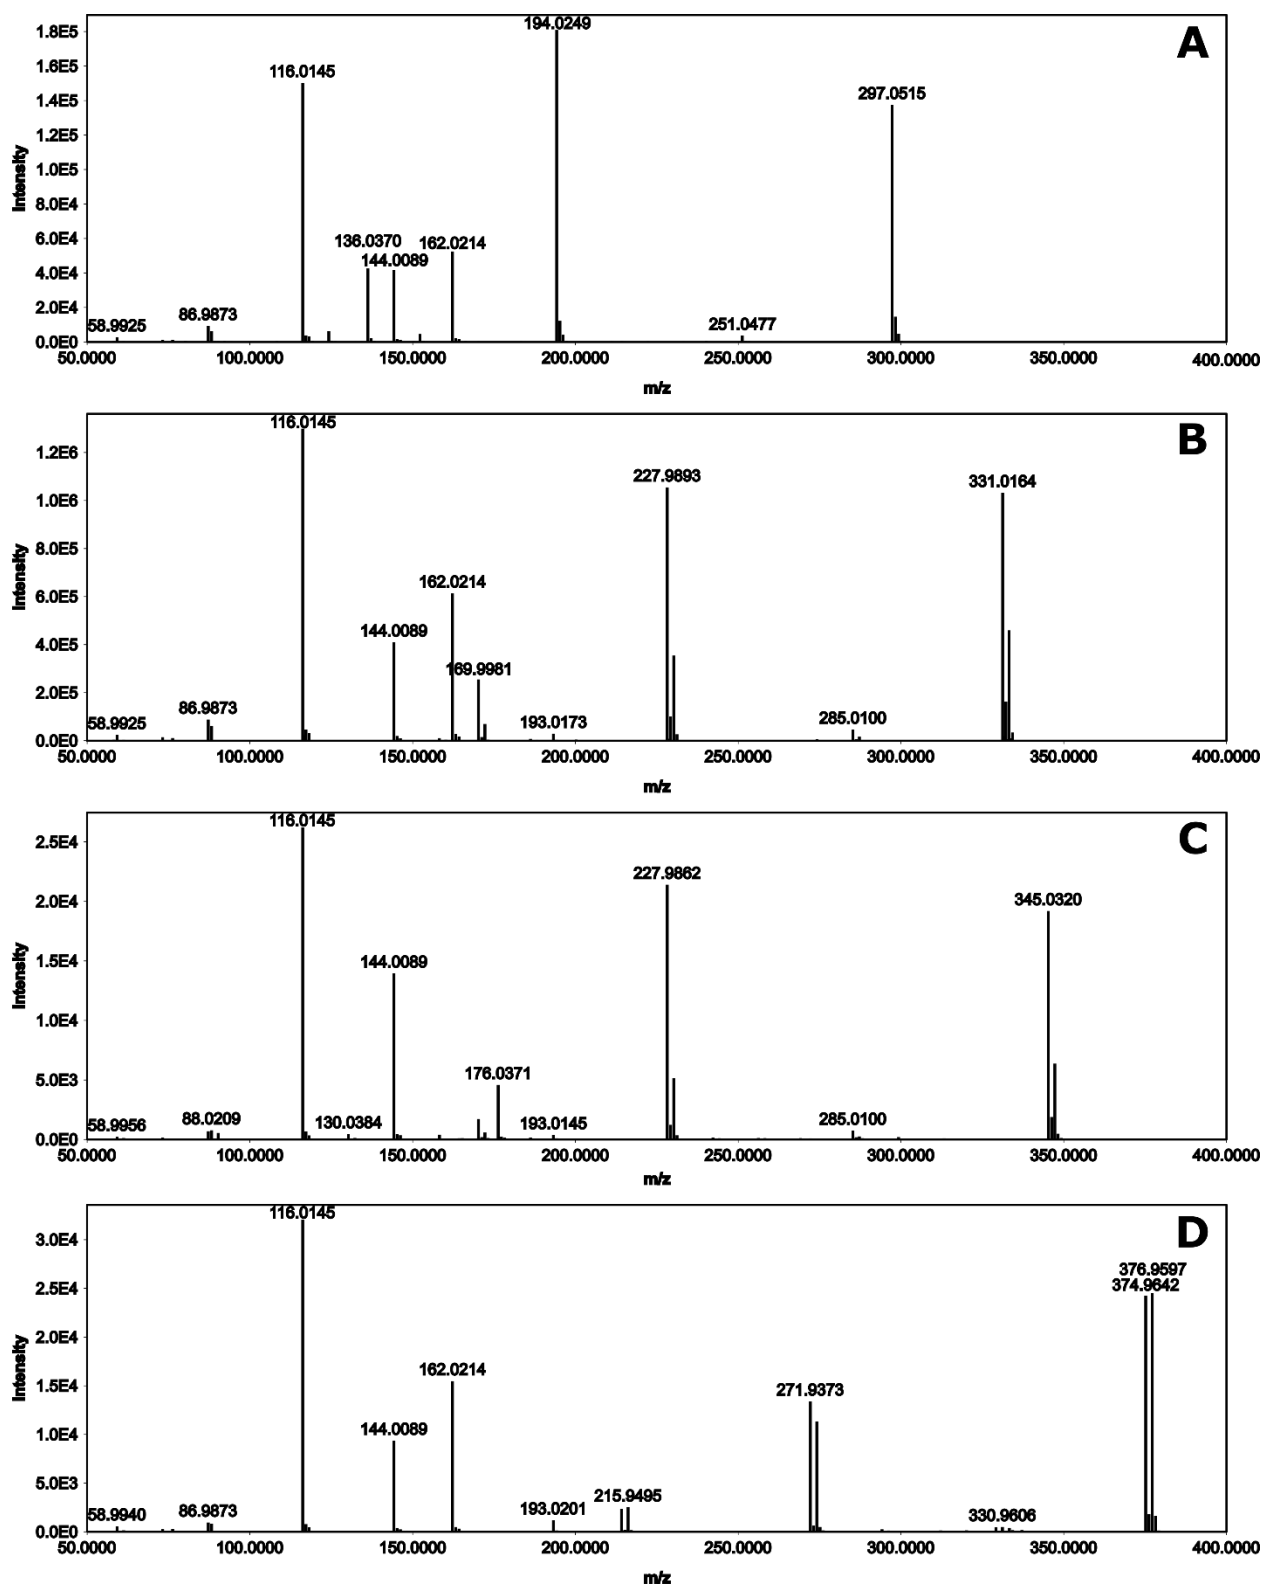 A
194.0249
1.8E5
1.6E5
116.0145
297.0515
1.4E5
1.2E5
1.0E5
8.0E4
6.0E4
136.0370
162.0214
144.0089
4.0E4
2.0E4
86.9873
58.9925
251.0477
0.0E0
Intensity
50.0000 100.0000 150.0000 200.0000 250.0000 300.0000 350.0000 400.0000
m/z
B
116.0145
1.2E6
227.9893
331.0164
1.0E6
8.0E5
162.0214
6.0E5
144.0089
4.0E5
169.9981
2.0E5
86.9873
58.9925
193.0173
285.0100
0.0E0
Intensity
50.0000 100.0000 150.0000 200.0000 250.0000 300.0000 350.0000 400.0000
m/z
C
116.0145
2.5E4
227.9862
345.0320
2.0E4
1.5E4
144.0089
1.0E4
176.0371
5.0E3
58.9956
88.0209
130.0384
193.0145
285.0100
0.0E0
Intensity
50.0000 100.0000 150.0000 200.0000 250.0000 300.0000 350.0000 400.0000
m/z
D
116.0145
3.0E4
376.9597
374.9642
2.5E4
2.0E4
162.0214
1.5E4
271.9373
144.0089
1.0E4
5.0E3
58.9940
86.9873
193.0201
215.9495
330.9606
0.0E0
Intensity
50.0000 100.0000 150.0000 200.0000 250.0000 300.0000 350.0000 400.0000
m/z